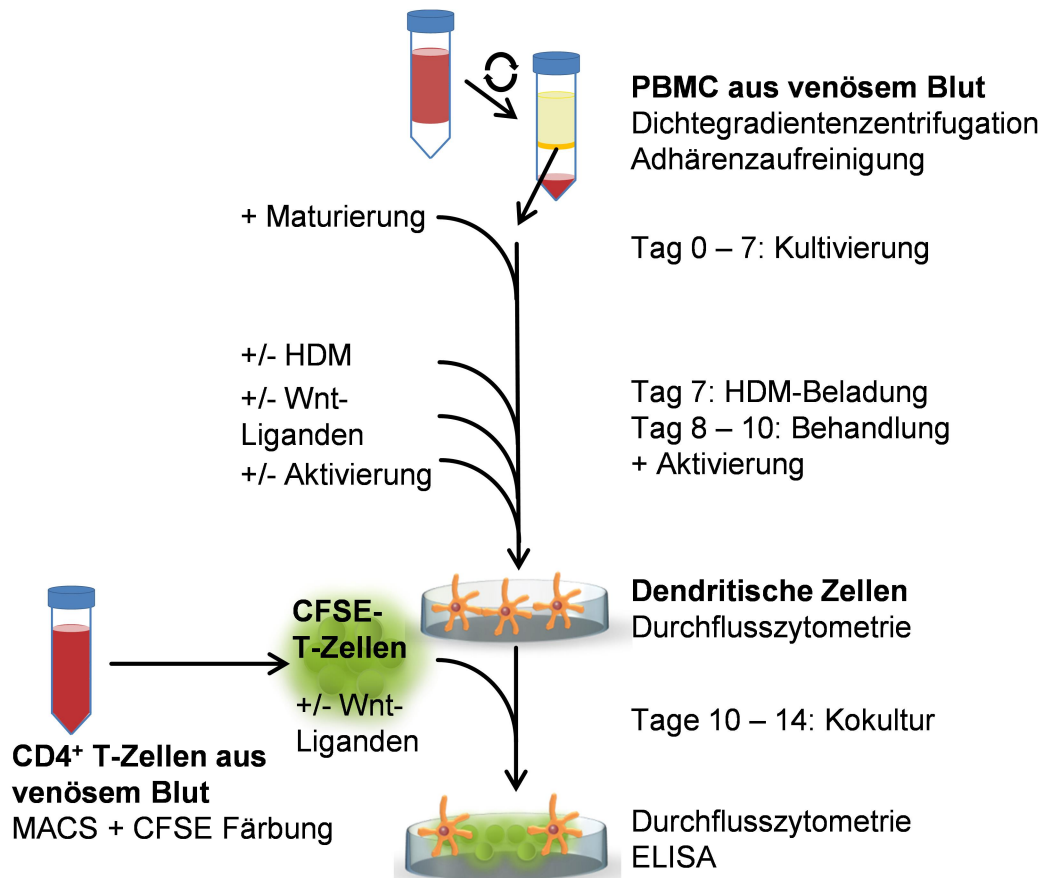 PBMC aus venösem Blut
Dichtegradientenzentrifugation
Adhärenzaufreinigung
+ Maturierung
Tag 0 – 7: Kultivierung
+/- HDM
+/- Wnt-
Liganden
+/- Aktivierung
Tag 7: HDM-Beladung
Tag 8 – 10: Behandlung
+ Aktivierung
Dendritische Zellen
Durchflusszytometrie
CFSE-
T-Zellen
+/- Wnt-
Liganden
Tage 10 – 14: Kokultur
CD4⁺ T-Zellen aus
venösem Blut
MACS + CFSE Färbung
Durchflusszytometrie
ELISA